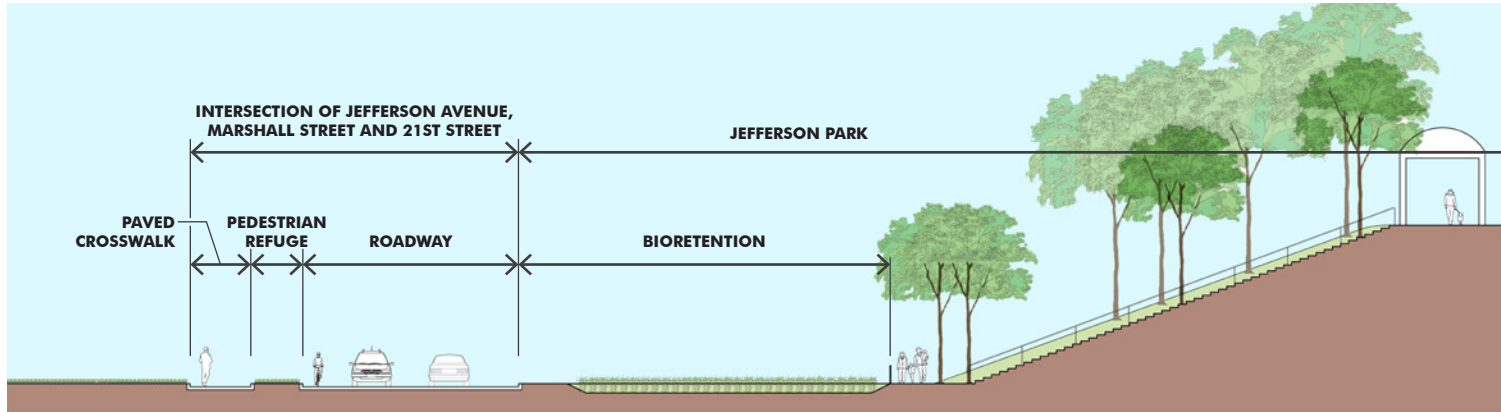 INTERSECTION OF JEFFERSON AVENUE,
MARSHALL STREET AND 21ST STREET
JEFFERSON PARK
PAVED
CROSSWALK
PEDESTRIAN
REFUGE
ROADWAY
BIORETENTION